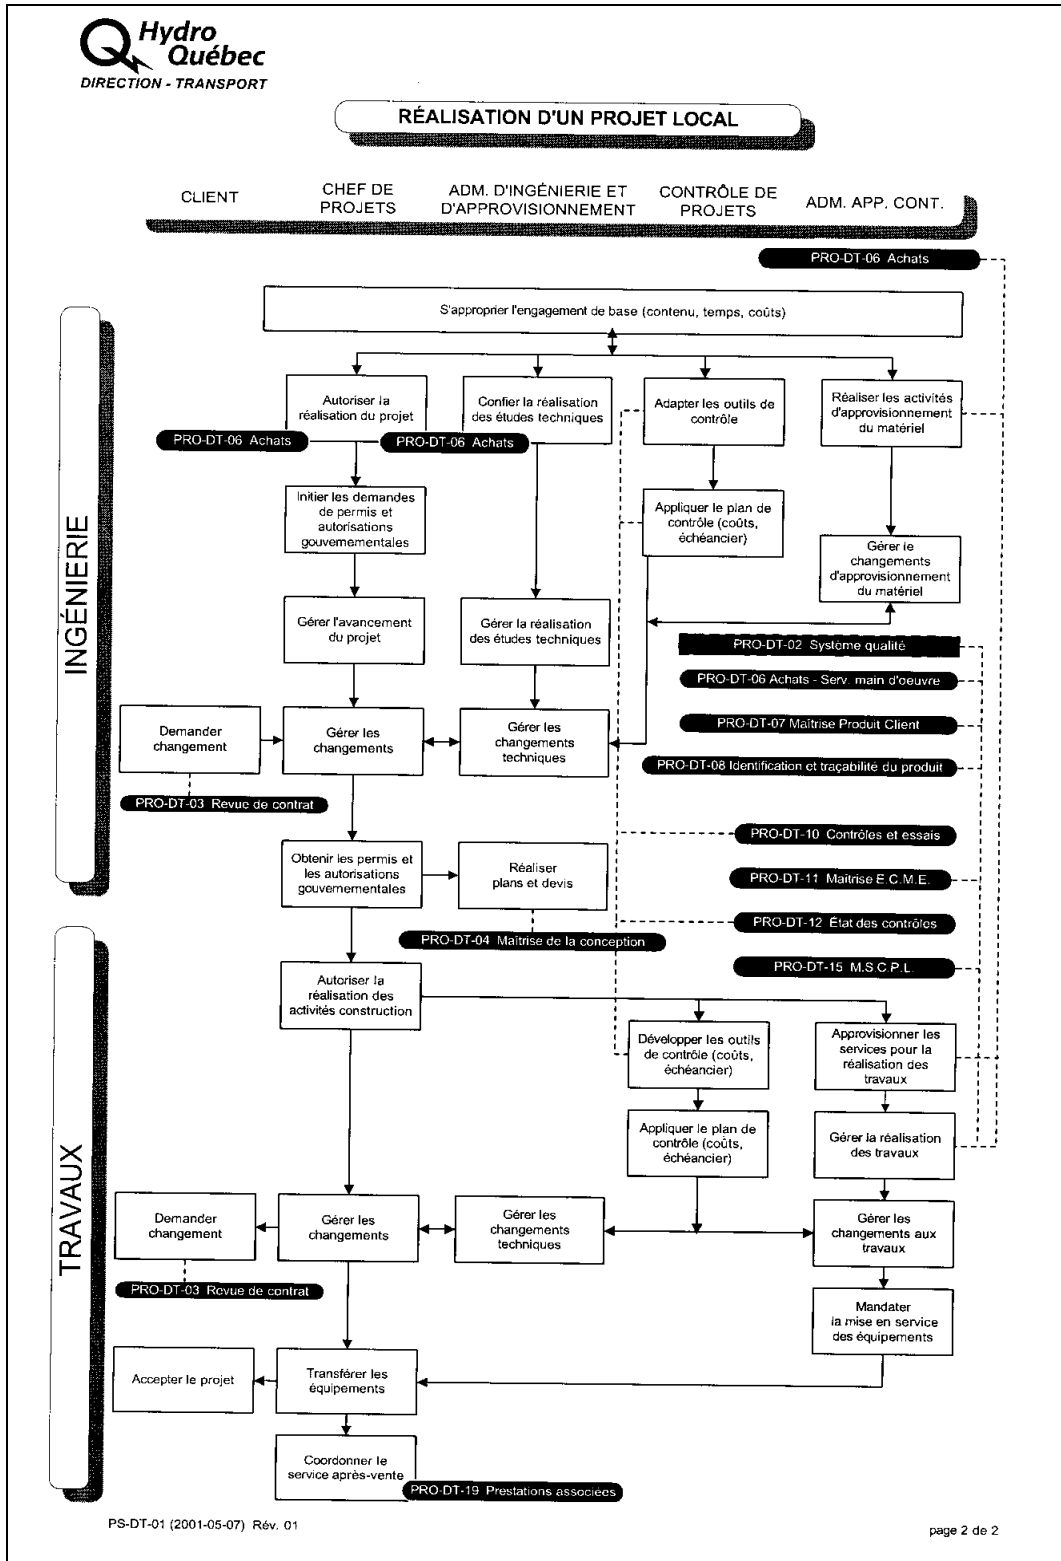 Hydro
Québec
DIRECTION - TRANSPORT
RÉALISATION D'UN PROJET LOCAL
CLIENT
CHEF DE
PROJETS
ADM. D'INGÉNIERIE ET
D'APPROVISIONNEMENT
CONTRÔLE DE
PROJETS
ADM. APP. CONT.
PRO-DT-06 Achats
S'approprier l'engagement de base (contenu, temps, coûts)
INGÉNIERIE
Autoriser la
réalisation du projet
Confier la réalisation
des études techniques
Adapter les outils de
contrôle
Réaliser les activités
d'approvisionnement
du matériel
PRO-DT-06 Achats
PRO-DT-06 Achats
Initier les demandes
de permis et
autorisations
gouvernementales
Appliquer le plan de
contrôle (coûts,
échéancier)
Gérer le
changements
d'approvisionnement
du matériel
Gérer l'avancement
du projet
Gérer la réalisation
des études techniques
PRO-DT-02 Système qualité
PRO-DT-06 Achats - Serv. main d'oeuvre
PRO-DT-07 Maîtrise Produit Client
PRO-DT-08 Identification et traçabilité du produit
Demander
changement
Gérer les
changements
Gérer les
changements
techniques
PRO-DT-03 Revue de contrat
PRO-DT-10 Contrôles et essais
Obtenir les permis et
les autorisations
gouvernementales
Réaliser
plans et devis
PRO-DT-11 Maîtrise E.C.M.E.
PRO-DT-12 État des contrôles
PRO-DT-04 Maîtrise de la conception
PRO-DT-15 M.S.C.P.L.
TRAVAUX
Autoriser la
réalisation des
activités construction
Développer les outils
de contrôle (coûts,
échéancier)
Approvisionner les
services pour la
réalisation des
travaux
Appliquer le plan de
contrôle (coûts,
échéancier)
Gérer la réalisation
des travaux
Demander
changement
Gérer les
changements
Gérer les
changements
techniques
Gérer les
changements aux
travaux
PRO-DT-03 Revue de contrat
Mandater
la mise en service
des équipements
Accepter le projet
Transférer les
équipements
Coordonner le
service après-vente
PRO-DT-19 Prestations associées
PS-DT-01 (2001-05-07) Rév. 01
page 2 de 2